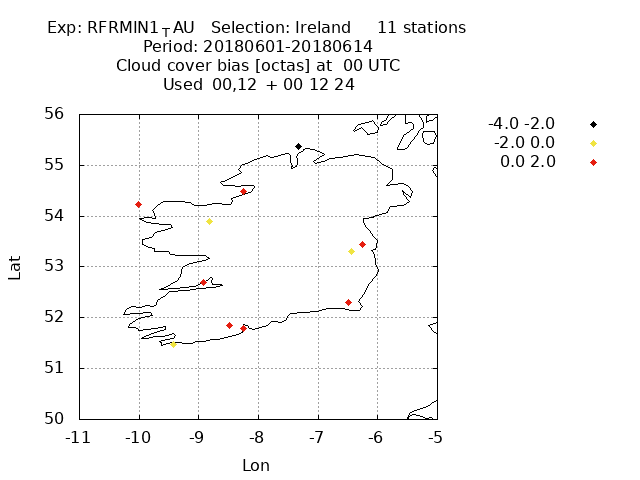 Exp: RFRMIN1_TAU Selection: Ireland 11 stations
Period: 20180601-20180614
Cloud cover bias [octas] at 00 UTC
Used 00,12 + 00 12 24
-4.0 -2.0
-2.0 0.0
0.0 2.0
56
55
54
53
52
51
50
Lat
-11 -10 -9 -8 -7 -6 -5
Lon